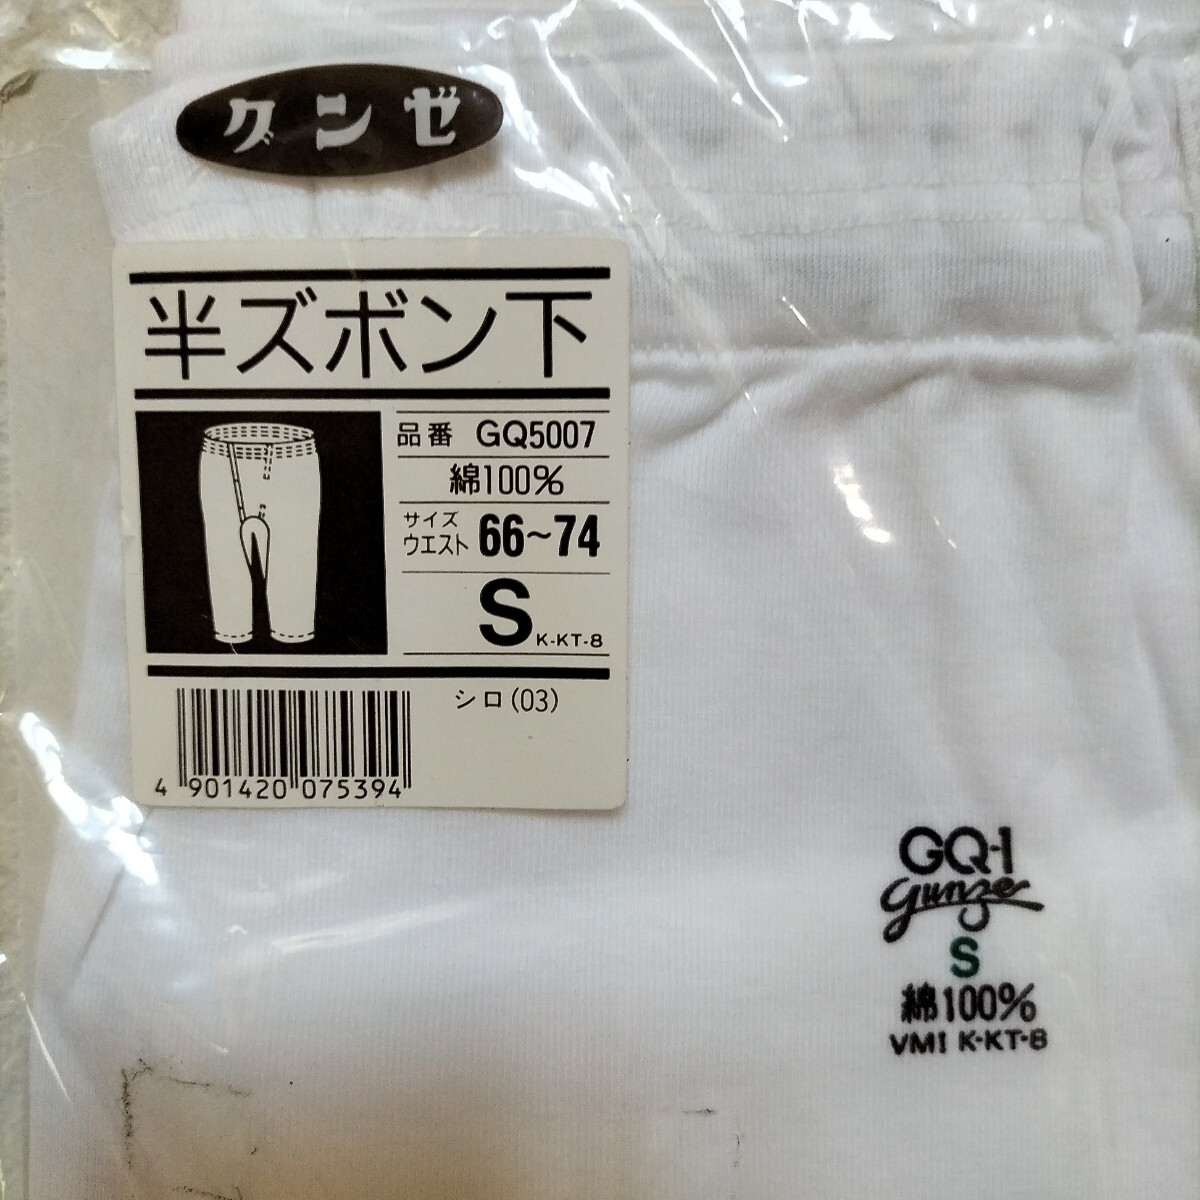 グンゼ
半ズボン下
品番 GQ5007
綿100%
サイズ
ウエスト 66~74
S K-KT-8
シロ(03)
4 901420 075394
GQ-1
gunze
S
綿100%
VM1 K-KT-8